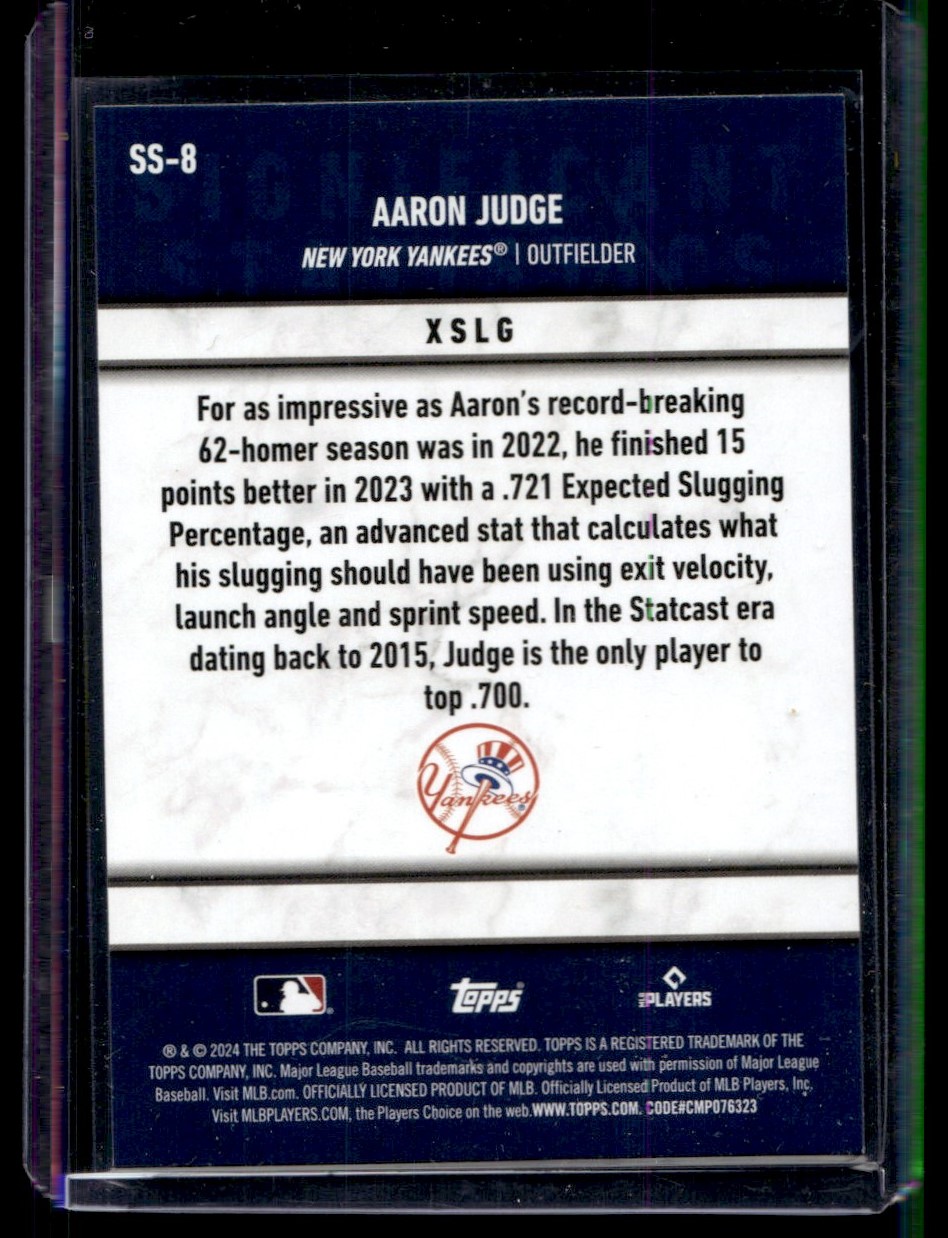 SS-8
SIGNIFICANT
AARON JUDGE
NEW YORK YANKEES® | OUTFIELDER
XSLG
For as impressive as Aaron's record-breaking
62-homer season was in 2022, he finished 15
points better in 2023 with a .721 Expected Slugging
Percentage, an advanced stat that calculates what
his slugging should have been using exit velocity,
launch angle and sprint speed. In the Statcast era
dating back to 2015, Judge is the only player to
top .700.
Yankees
Topps
MLB PLAYERS
® & © 2024 THE TOPPS COMPANY, INC. ALL RIGHTS RESERVED. TOPPS IS A REGISTERED TRADEMARK OF THE
TOPPS COMPANY, INC. Major League Baseball trademarks and copyrights are used with permission of Major League
Baseball. Visit MLB.com. OFFICIALLY LICENSED PRODUCT OF MLB. Officially Licensed Product of MLB Players, Inc.
Visit MLBPLAYERS.COM, the Players Choice on the web.WWW.TOPPS.COM. CODE#CMP076323